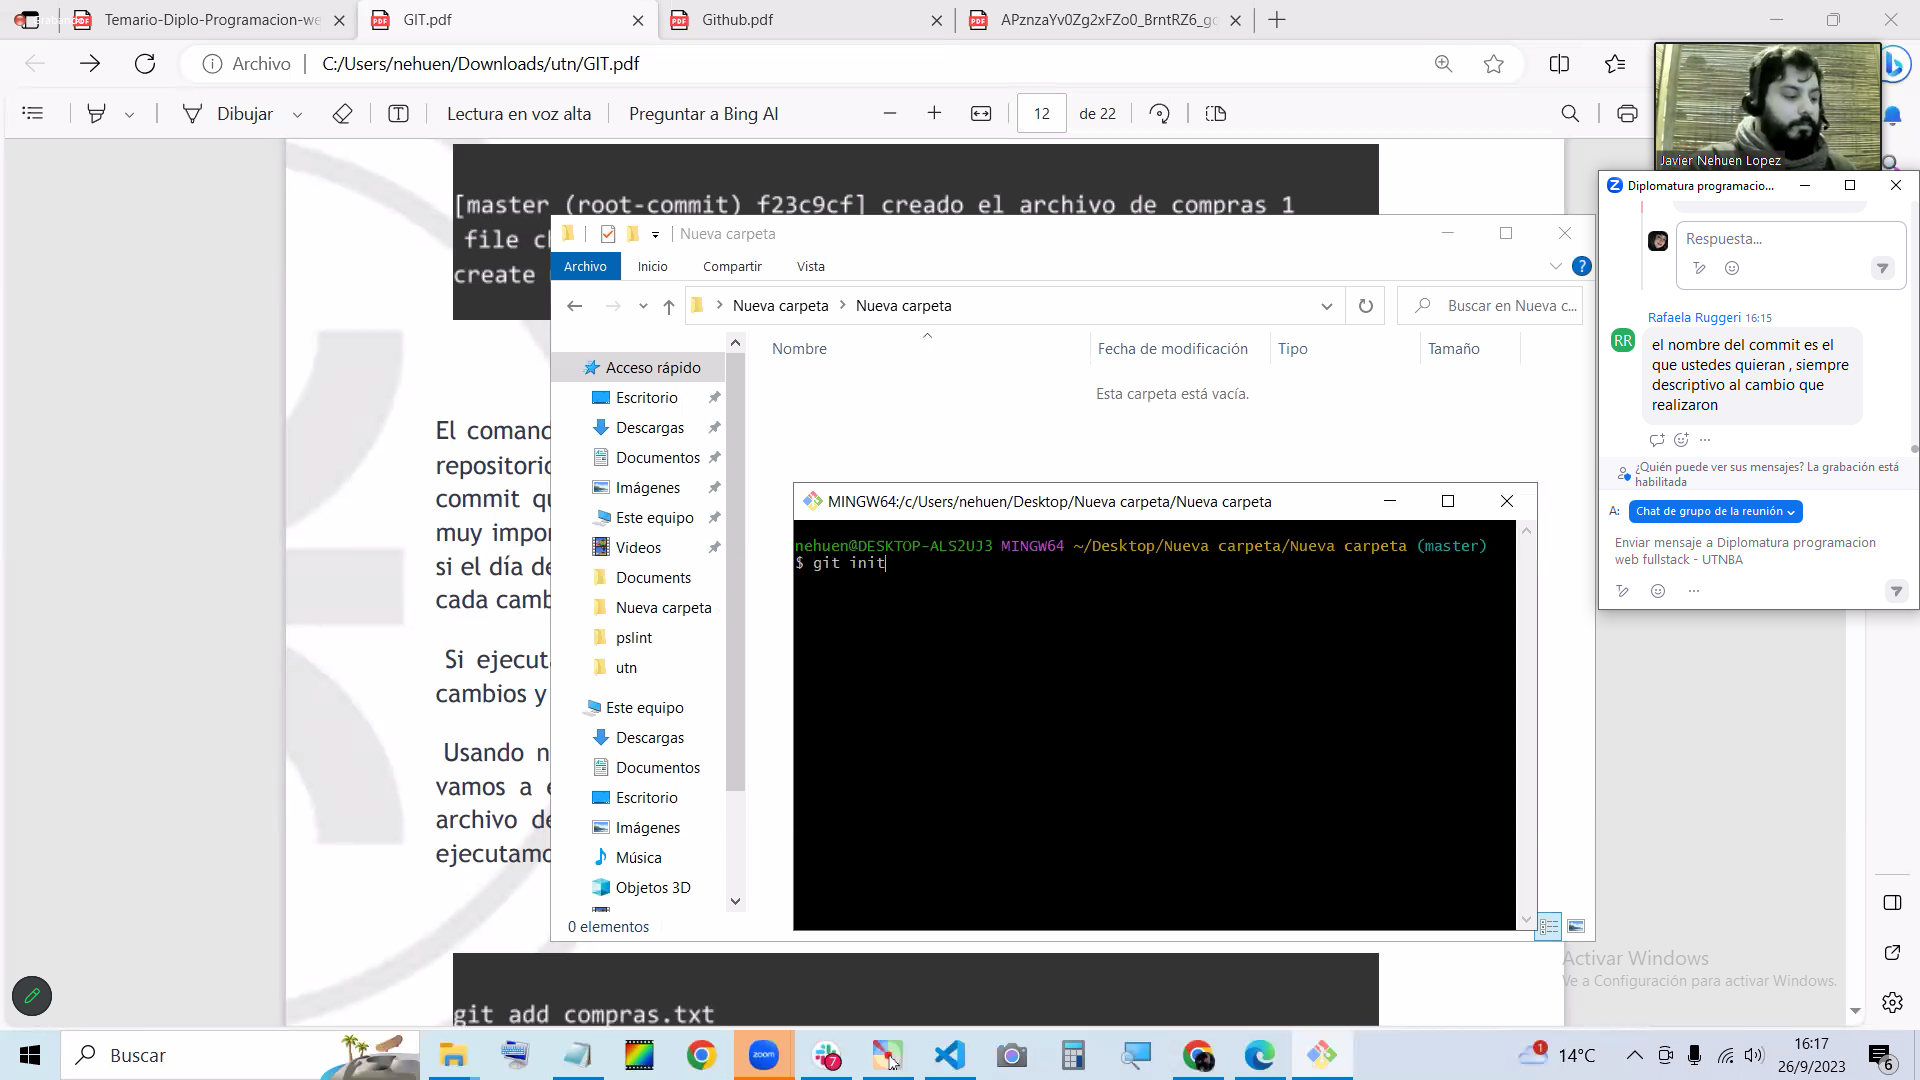 Temario-Diplo-Programacion-we
GIT.pdf
Github.pdf
APznzaYv0Zg2xFZo0_BrntRZ6_gc
Archivo
C:/Users/nehuen/Downloads/utn/GIT.pdf
Dibujar
Lectura en voz alta
Preguntar a Bing AI
12
de 22
[master (root-commit) f23c9cf] creado el archivo de compras 1
file
create
El comand
repositorio
commit qu
muy impor
si el día de
cada camb
Si ejecuta
cambios y
Usando n
vamos a e
archivo de
ejecutamo
git add compras.txt
Nueva carpeta
Archivo
Inicio
Compartir
Vista
Nueva carpeta
Nueva carpeta
Buscar en Nueva c...
Nombre
Fecha de modificación
Tipo
Tamaño
Esta carpeta está vacía.
Acceso rápido
Escritorio
Descargas
Documentos
Imágenes
Este equipo
Videos
Documents
Nueva carpeta
pslint
utn
Este equipo
Descargas
Documentos
Escritorio
Imágenes
Música
Objetos 3D
0 elementos
MINGW64:/c/Users/nehuen/Desktop/Nueva carpeta/Nueva carpeta
nehuen@DESKTOP-ALS2UJ3 MINGW64 ~/Desktop/Nueva carpeta/Nueva carpeta (master)
$ git init
Javier Nehuen Lopez
Diplomatura programacio...
Respuesta...
Rafaela Ruggeri 16:15
RR
el nombre del commit es el
que ustedes quieran , siempre
descriptivo al cambio que
realizaron
¿Quién puede ver sus mensajes? La grabación está
habilitada
A:
Chat de grupo de la reunión
Enviar mensaje a Diplomatura programacion
web fullstack - UTNBA
Activar Windows
Ve a Configuración para activar Windows.
Buscar
zoom
7
1
14°C
16:17
26/9/2023
6